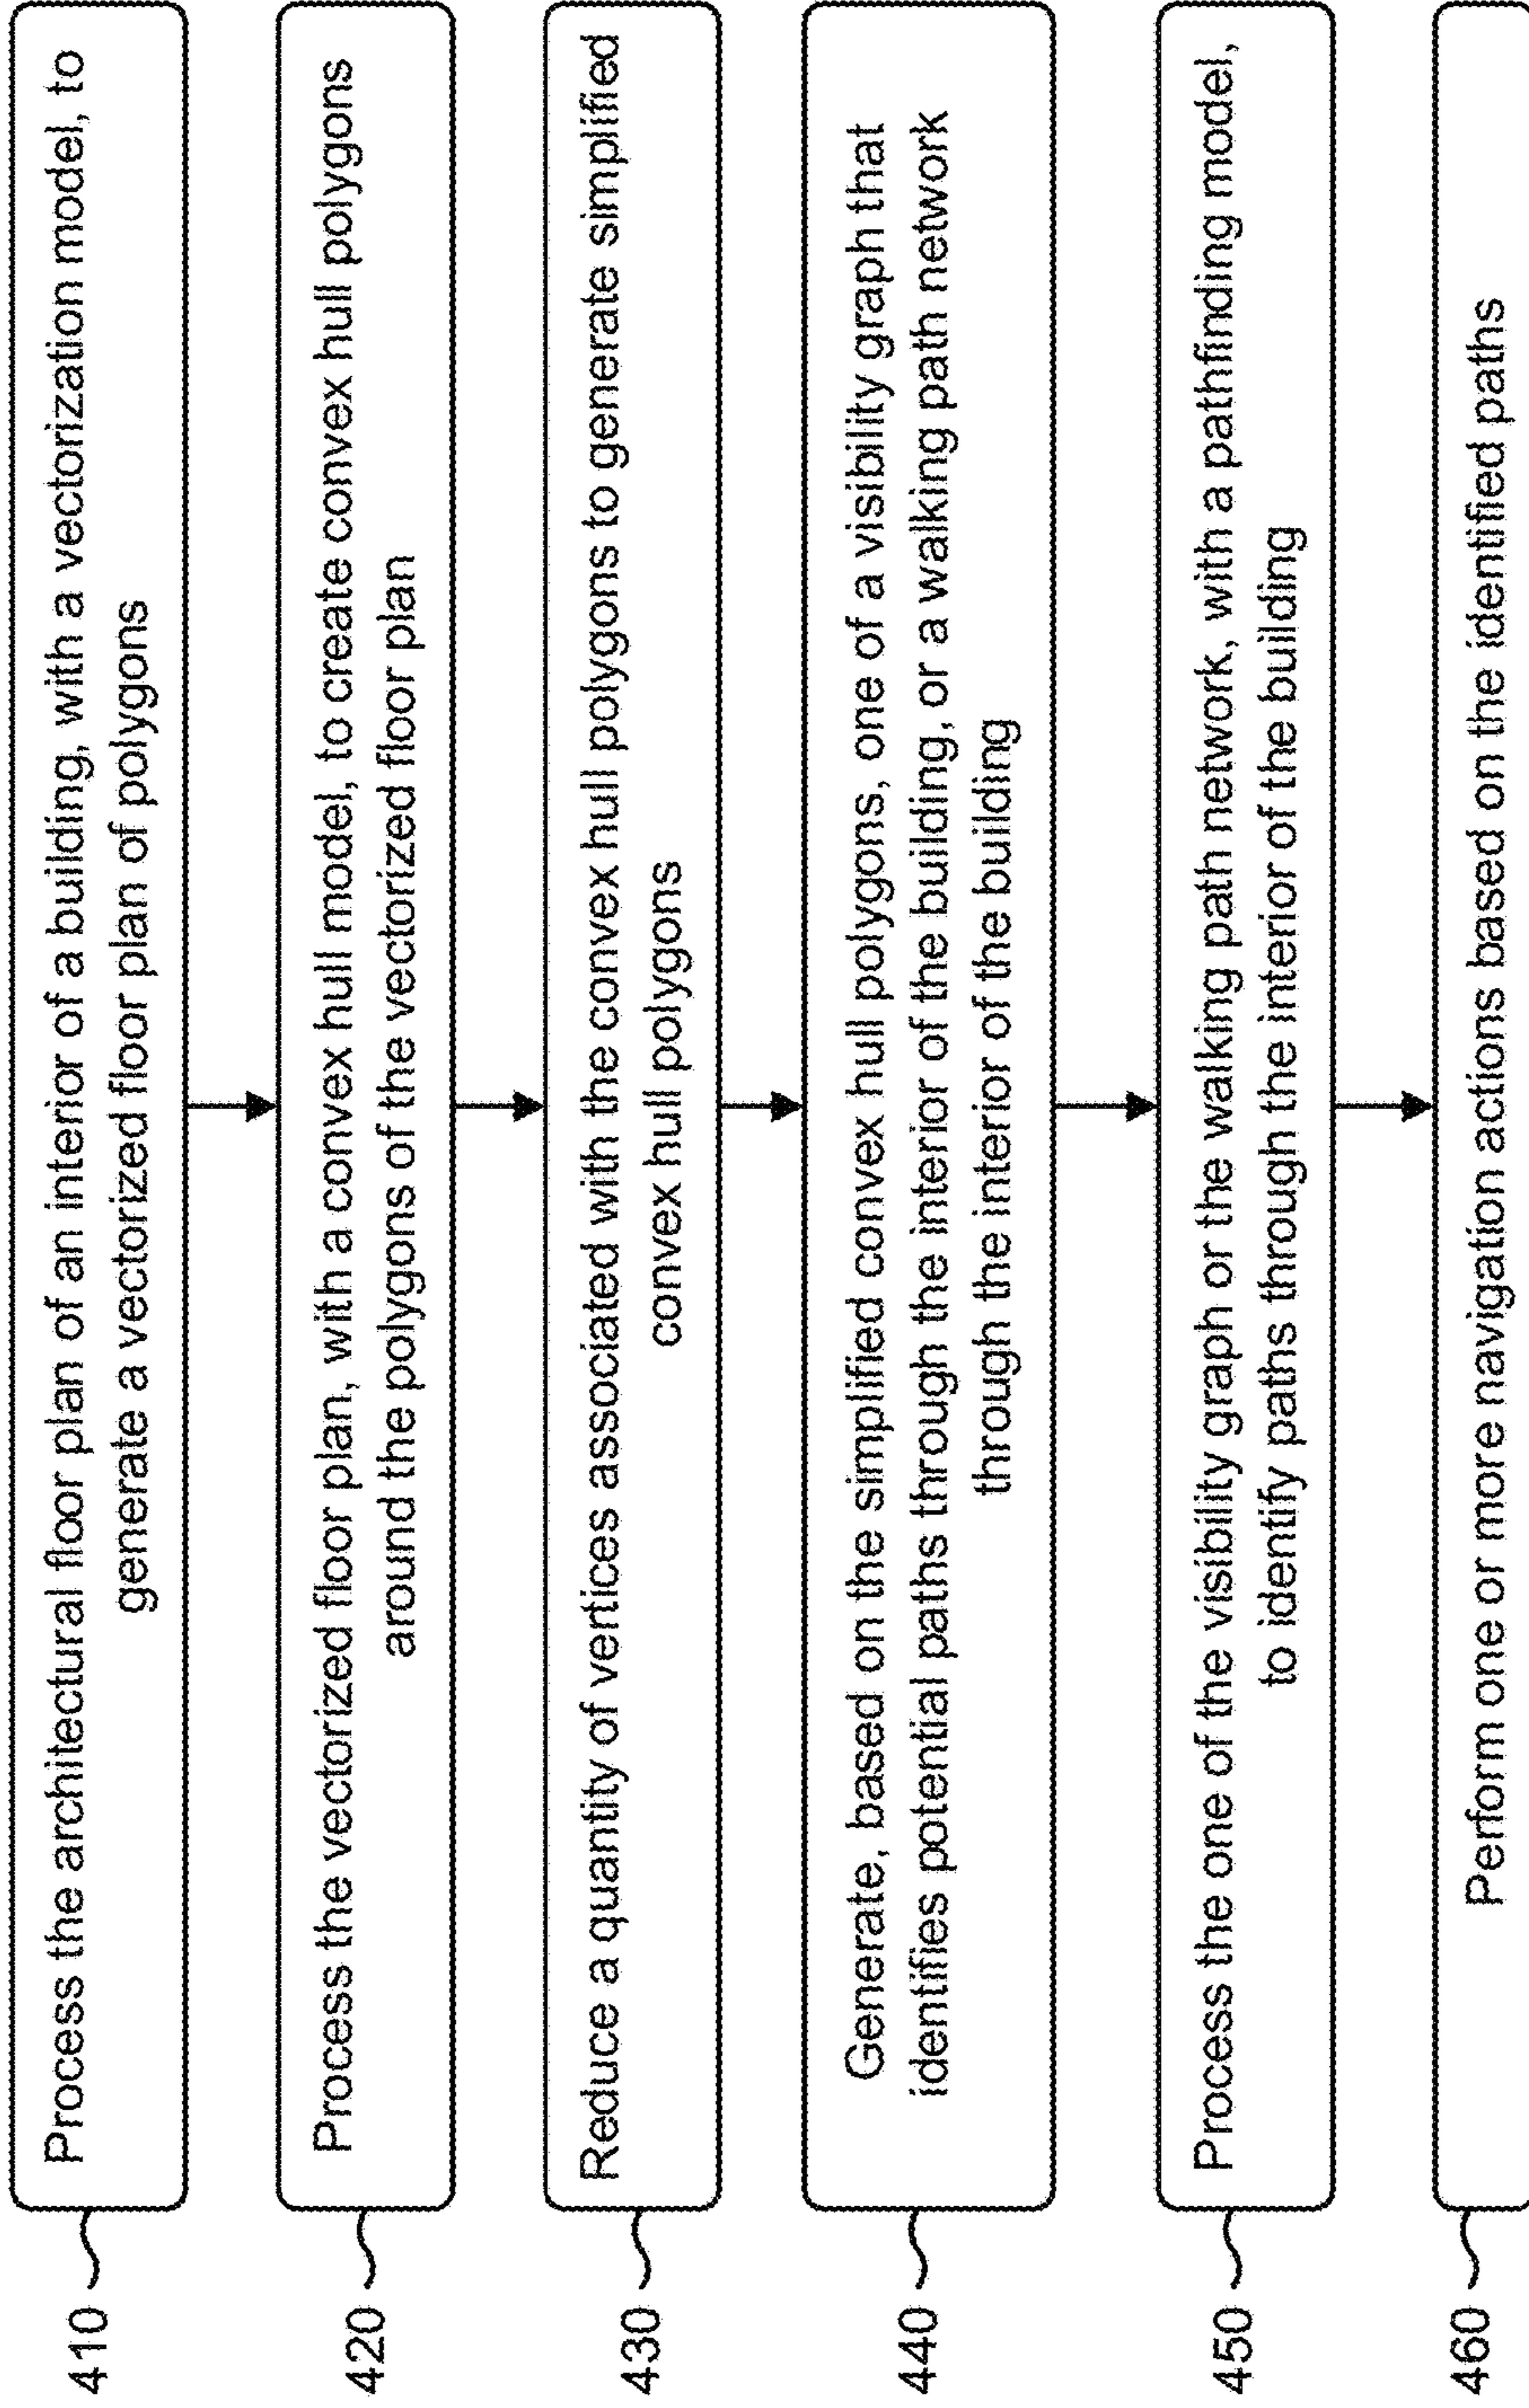 410
Process the architectural floor plan of an interior of a building, with a vectorization model, to
generate a vectorized floor plan of polygons
420
Process the vectorized floor plan, with a convex hull model, to create convex hull polygons
around the polygons of the vectorized floor plan
430
Reduce a quantity of vertices associated with the convex hull polygons to generate simplified
convex hull polygons
440
Generate, based on the simplified convex hull polygons, one of a visibility graph that
identifies potential paths through the interior of the building, or a walking path network
through the interior of the building
450
Process the one of the visibility graph or the walking path network, with a pathfinding model,
to identify paths through the interior of the building
460
Perform one or more navigation actions based on the identified paths